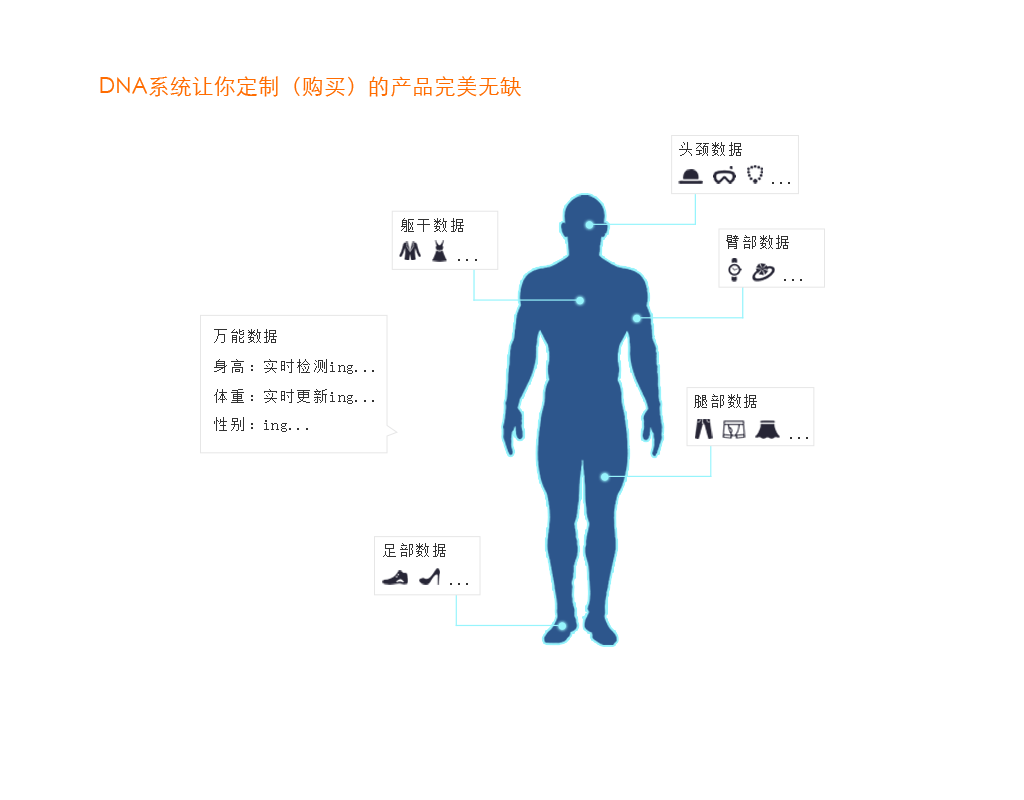 DNA系统让你定制（购买）的产品完美无缺
头颈数据
...
躯干数据
...
臂部数据
...
万能数据
身高：实时检测ing...
体重：实时更新ing...
性别：ing...
腿部数据
...
足部数据
...